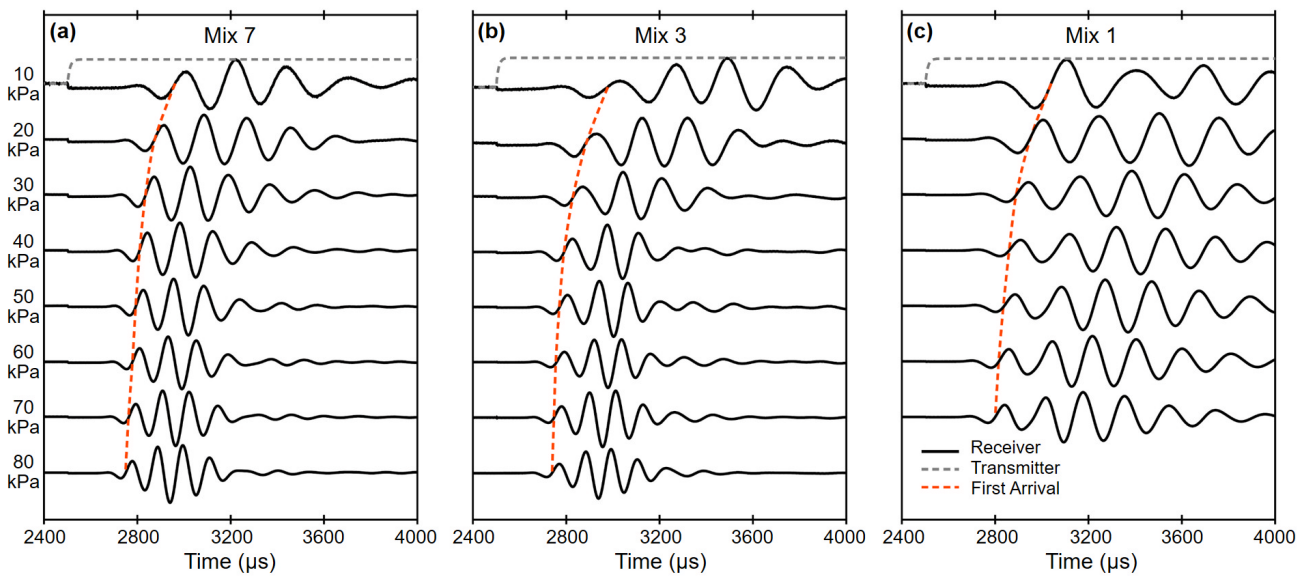 (a) Mix 7
(b) Mix 3
(c) Mix 1
10
kPa
20
kPa
30
kPa
40
kPa
50
kPa
60
kPa
70
kPa
80
kPa
Receiver
Transmitter
First Arrival
2400 2800 3200 3600 4000
2400 2800 3200 3600 4000
2400 2800 3200 3600 4000
Time (µs)
Time (µs)
Time (µs)